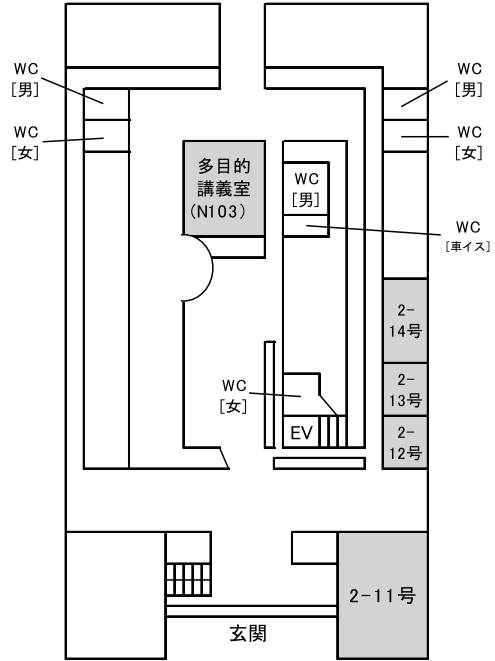 WC
[男]
WC
[女]
WC
[男]
WC
[女]
多目的
講義室
(N103)
WC
[男]
WC
[車イス]
2-
14号
2-
13号
2-
12号
WC
[女]
EV
2-11号
玄関